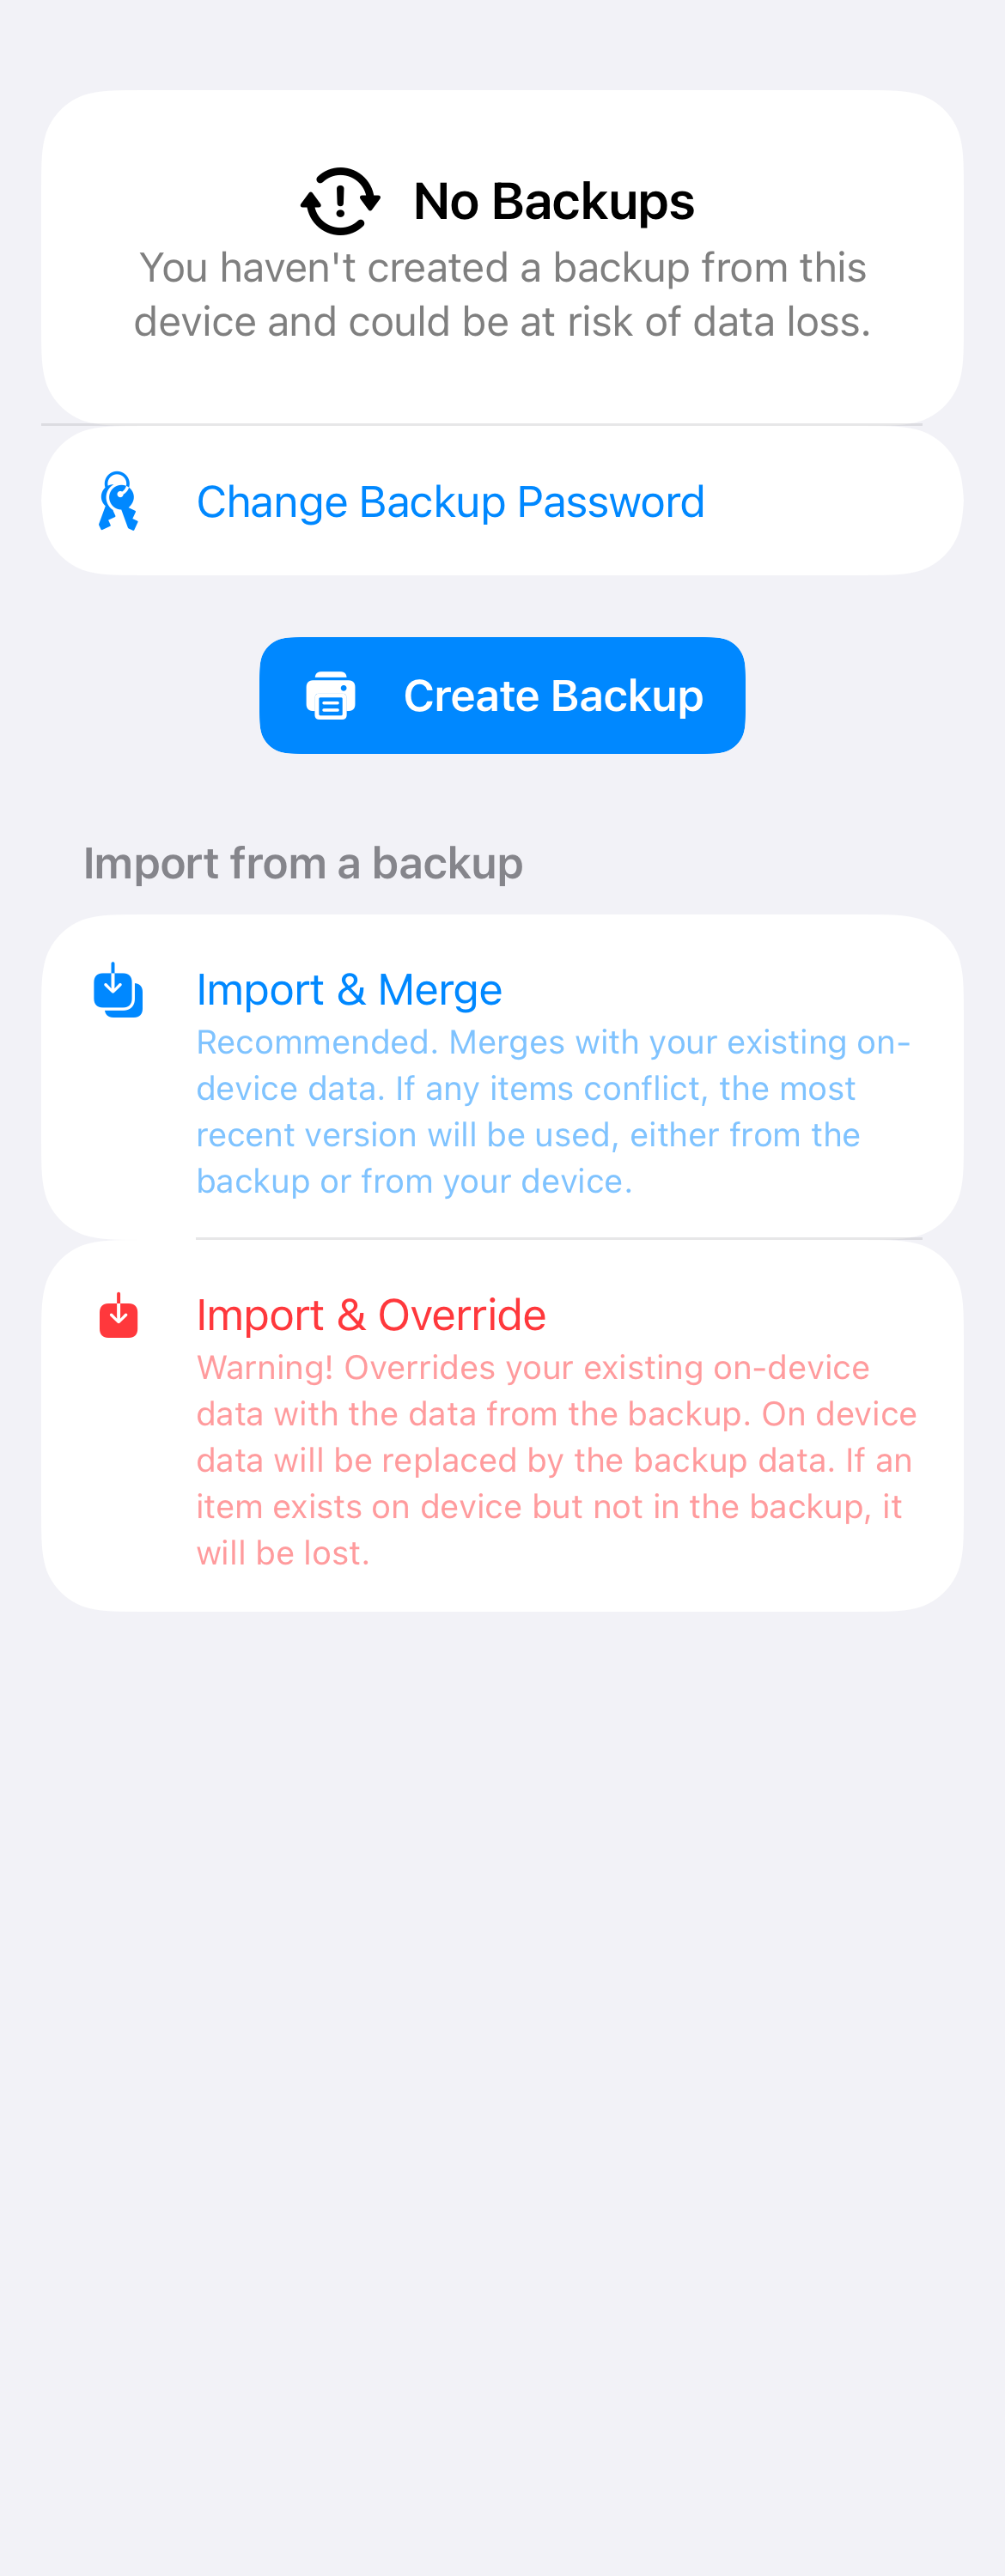 No Backups
You haven't created a backup from this
device and could be at risk of data loss.
Change Backup Password
Create Backup
Import from a backup
Import & Merge
Recommended. Merges with your existing on-
device data. If any items conflict, the most
recent version will be used, either from the
backup or from your device.
Import & Override
Warning! Overrides your existing on-device
data with the data from the backup. On device
data will be replaced by the backup data. If an
item exists on device but not in the backup, it
will be lost.